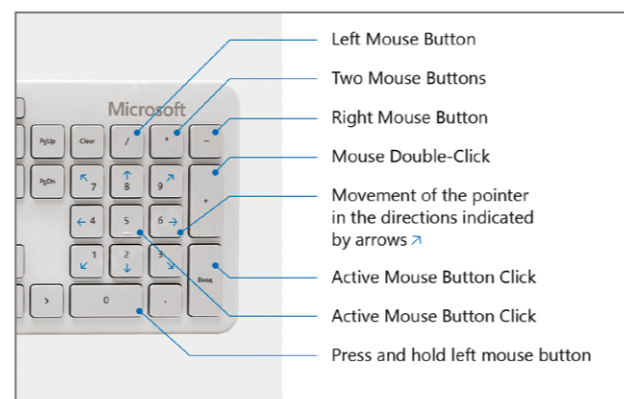 Left Mouse Button
Two Mouse Buttons
Microsoft
Right Mouse Button
PgUp Clear / * −
Mouse Double-Click
PgDn ↖ 7 ↑ 8 9 ↗ +
Movement of the pointer
in the directions indicated
by arrows ↗
← 4 5 6 →
1 ↙ 2 ↓ 3 ↘
Active Mouse Button Click
> 0 .
Active Mouse Button Click
Press and hold left mouse button